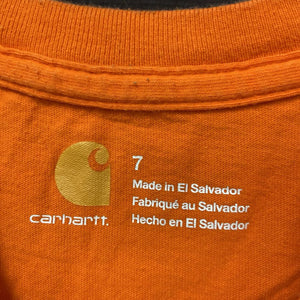 carhartt.
7
Made in El Salvador
Fabriqué au Salvador
Hecho en El Salvador